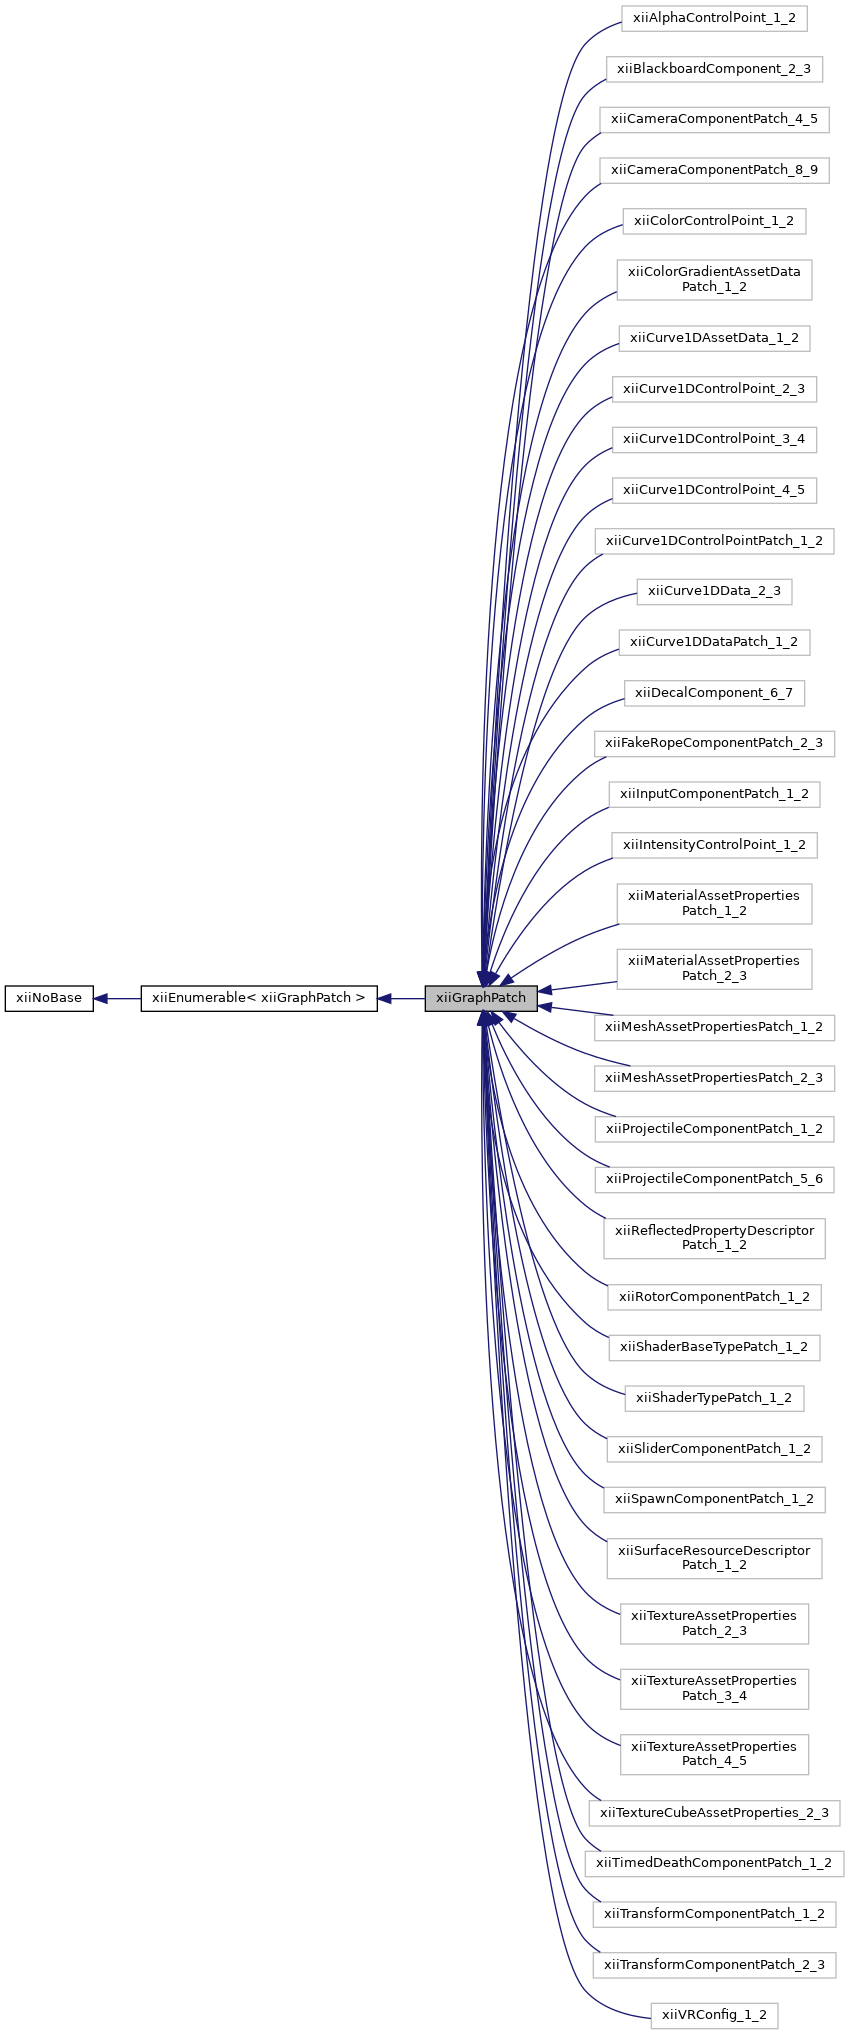 xiiAlphaControlPoint_1_2
xiiBlackboardComponent_2_3
xiiCameraComponentPatch_4_5
xiiCameraComponentPatch_8_9
xiiColorControlPoint_1_2
xiiColorGradientAssetData
Patch_1_2
xiiCurve1DAssetData_1_2
xiiCurve1DControlPoint_2_3
xiiCurve1DControlPoint_3_4
xiiCurve1DControlPoint_4_5
xiiCurve1DControlPointPatch_1_2
xiiCurve1DData_2_3
xiiCurve1DDataPatch_1_2
xiiDecalComponent_6_7
xiiFakeRopeComponentPatch_2_3
xiiInputComponentPatch_1_2
xiiIntensityControlPoint_1_2
xiiMaterialAssetProperties
Patch_1_2
xiiMaterialAssetProperties
Patch_2_3
xiiNoBase
xiiEnumerable< xiiGraphPatch >
xiiGraphPatch
xiiMeshAssetPropertiesPatch_1_2
xiiMeshAssetPropertiesPatch_2_3
xiiProjectileComponentPatch_1_2
xiiProjectileComponentPatch_5_6
xiiReflectedPropertyDescriptor
Patch_1_2
xiiRotorComponentPatch_1_2
xiiShaderBaseTypePatch_1_2
xiiShaderTypePatch_1_2
xiiSliderComponentPatch_1_2
xiiSpawnComponentPatch_1_2
xiiSurfaceResourceDescriptor
Patch_1_2
xiiTextureAssetProperties
Patch_2_3
xiiTextureAssetProperties
Patch_3_4
xiiTextureAssetProperties
Patch_4_5
xiiTextureCubeAssetProperties_2_3
xiiTimedDeathComponentPatch_1_2
xiiTransformComponentPatch_1_2
xiiTransformComponentPatch_2_3
xiiVRConfig_1_2